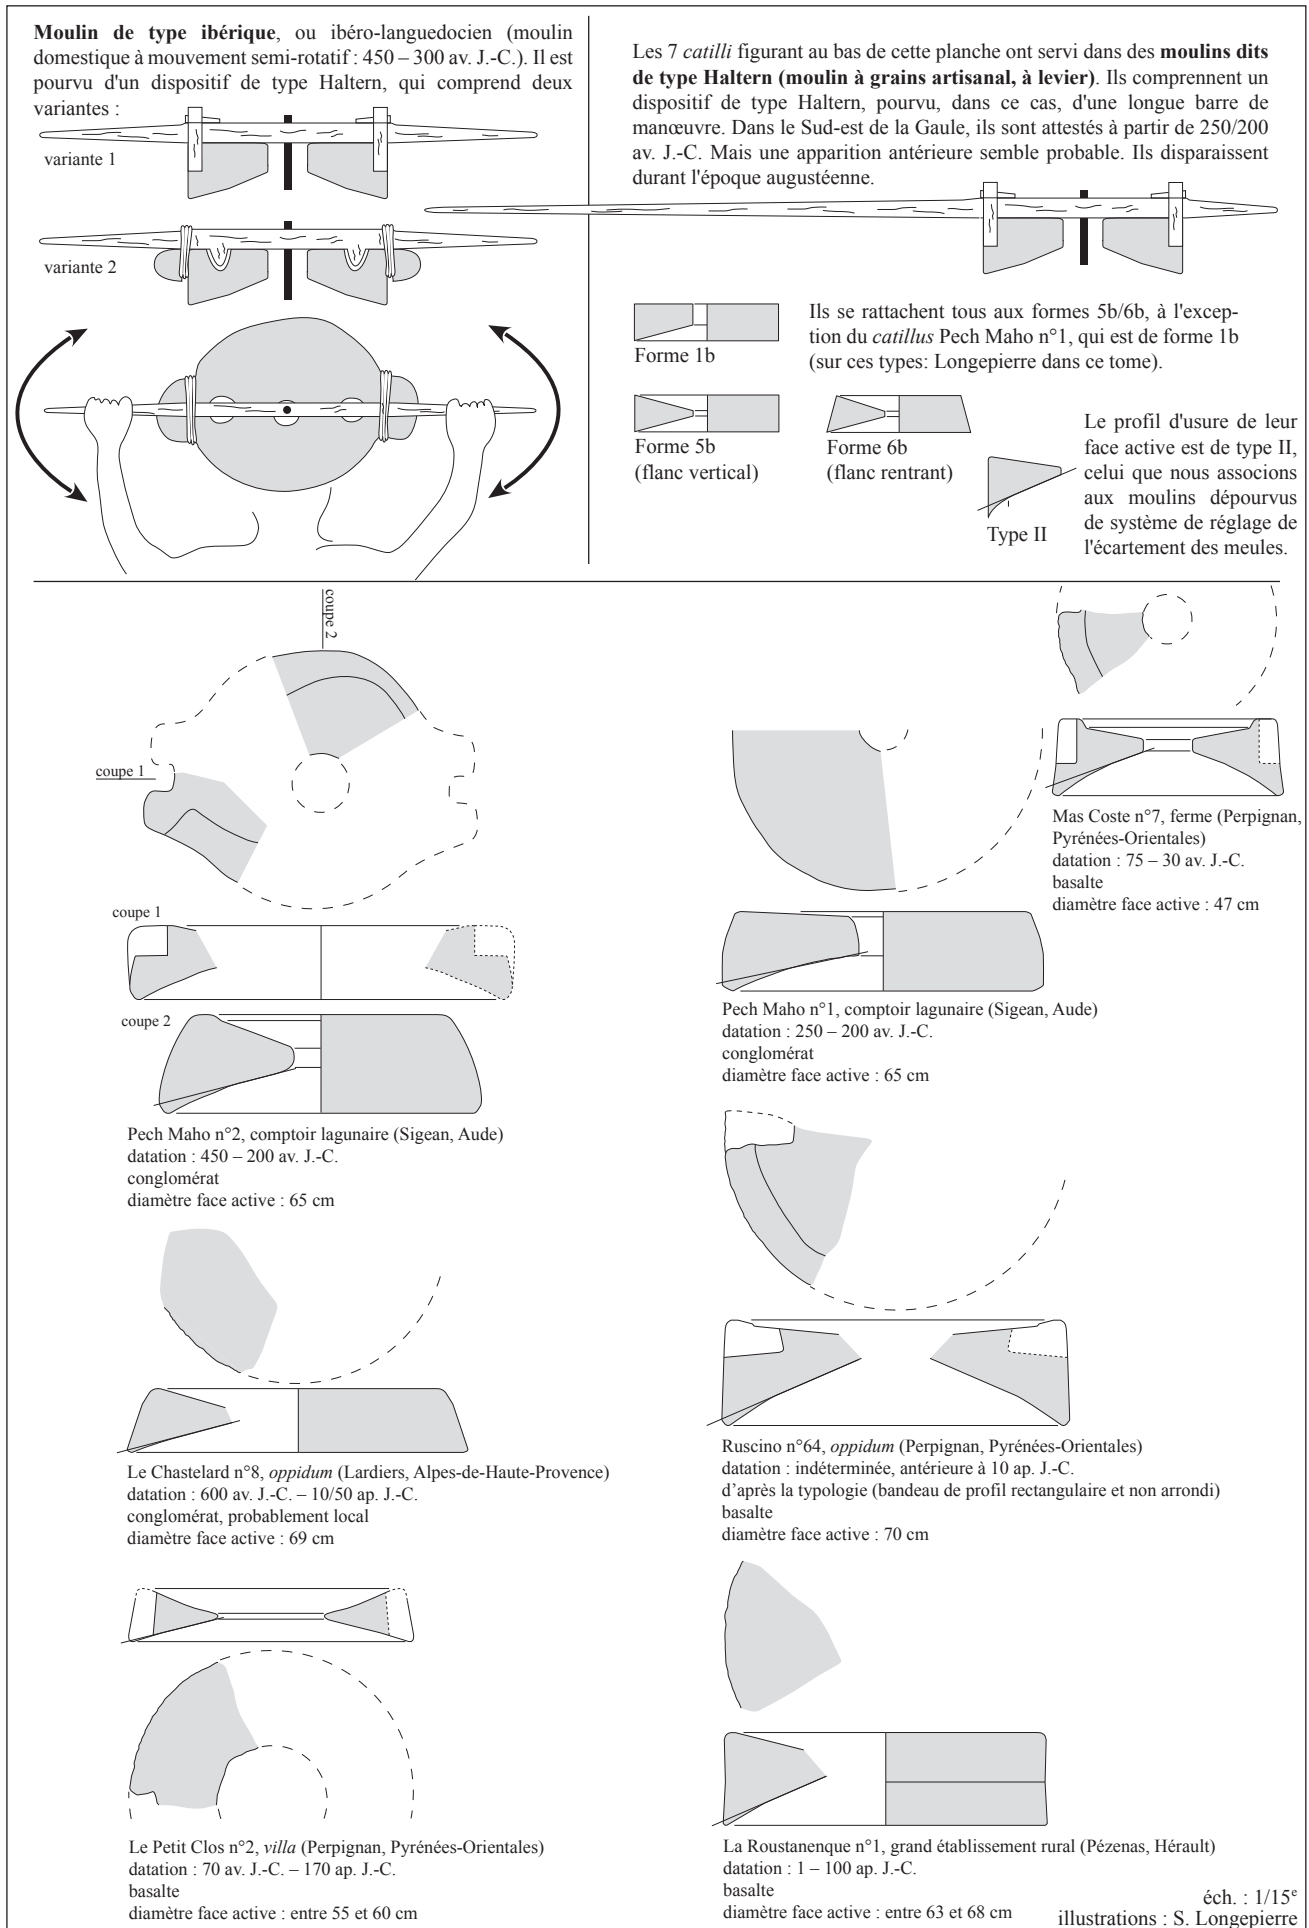 Moulin de type ibérique, ou ibéro-languedocien (moulin
domestique à mouvement semi-rotatif : 450 – 300 av. J.-C.). Il est
pourvu d'un dispositif de type Haltern, qui comprend deux
variantes :
variante 1
variante 2
Les 7 catilli figurant au bas de cette planche ont servi dans des moulins dits
de type Haltern (moulin à grains artisanal, à levier). Ils comprennent un
dispositif de type Haltern, pourvu, dans ce cas, d'une longue barre de
manœuvre. Dans le Sud-est de la Gaule, ils sont attestés à partir de 250/200
av. J.-C. Mais une apparition antérieure semble probable. Ils disparaissent
durant l'époque augustéenne.
Forme 1b
Ils se rattachent tous aux formes 5b/6b, à l'excep-
tion du catillus Pech Maho n°1, qui est de forme 1b
(sur ces types: Longepierre dans ce tome).
Forme 5b
(flanc vertical)
Forme 6b
(flanc rentrant)
Type II
Le profil d'usure de leur
face active est de type II,
celui que nous associons
aux moulins dépourvus
de système de réglage de
l'écartement des meules.
coupe 2
coupe 1
coupe 1
coupe 2
Pech Maho n°2, comptoir lagunaire (Sigean, Aude)
datation : 450 – 200 av. J.-C.
conglomérat
diamètre face active : 65 cm
Mas Coste n°7, ferme (Perpignan,
Pyrénées-Orientales)
datation : 75 – 30 av. J.-C.
basalte
diamètre face active : 47 cm
Pech Maho n°1, comptoir lagunaire (Sigean, Aude)
datation : 250 – 200 av. J.-C.
conglomérat
diamètre face active : 65 cm
Le Chastelard n°8, oppidum (Lardiers, Alpes-de-Haute-Provence)
datation : 600 av. J.-C. – 10/50 ap. J.-C.
conglomérat, probablement local
diamètre face active : 69 cm
Ruscino n°64, oppidum (Perpignan, Pyrénées-Orientales)
datation : indéterminée, antérieure à 10 ap. J.-C.
d’après la typologie (bandeau de profil rectangulaire et non arrondi)
basalte
diamètre face active : 70 cm
Le Petit Clos n°2, villa (Perpignan, Pyrénées-Orientales)
datation : 70 av. J.-C. – 170 ap. J.-C.
basalte
diamètre face active : entre 55 et 60 cm
La Roustanenque n°1, grand établissement rural (Pézenas, Hérault)
datation : 1 – 100 ap. J.-C.
basalte
diamètre face active : entre 63 et 68 cm
éch. : 1/15e
illustrations : S. Longepierre